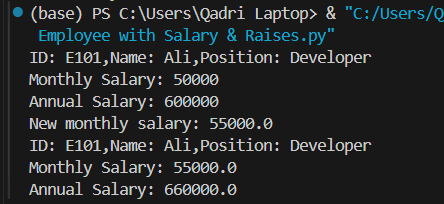 (base) PS C:\Users\Qadri Laptop> & "C:/Users/Q
Employee with Salary & Raises.py"
ID: E101,Name: Ali,Position: Developer
Monthly Salary: 50000
Annual Salary: 600000
New monthly salary: 55000.0
ID: E101,Name: Ali,Position: Developer
Monthly Salary: 55000.0
Annual Salary: 660000.0